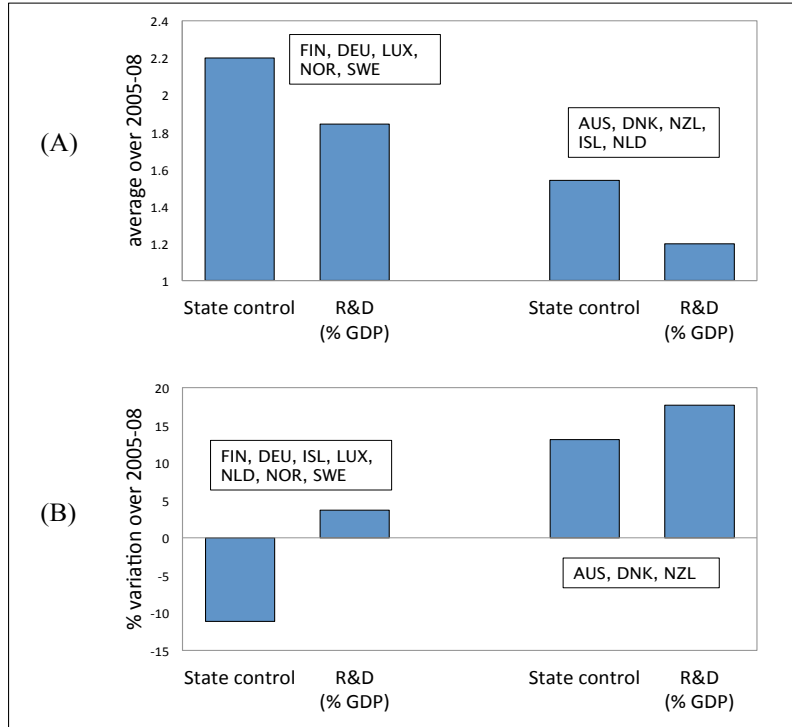 (A)
average over 2005-08
2.4
2.2
2
1.8
1.6
1.4
1.2
1
FIN, DEU, LUX,
NOR, SWE
AUS, DNK, NZL,
ISL, NLD
State control
R&D
(% GDP)
State control
R&D
(% GDP)
(B)
% variation over 2005-08
20
15
10
5
0
-5
-10
-15
FIN, DEU, ISL, LUX,
NLD, NOR, SWE
AUS, DNK, NZL
State control
R&D
(% GDP)
State control
R&D
(% GDP)